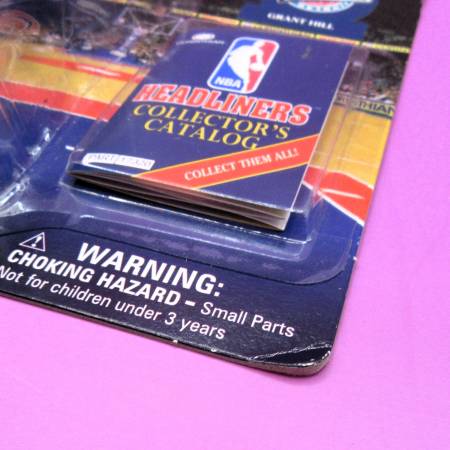 GRANT HILL
NBA
HEADLINERS
COLLECTOR'S
CATALOG
COLLECT THEM ALL!
WARNING:
CHOKING HAZARD - Small Parts
Not for children under 3 years